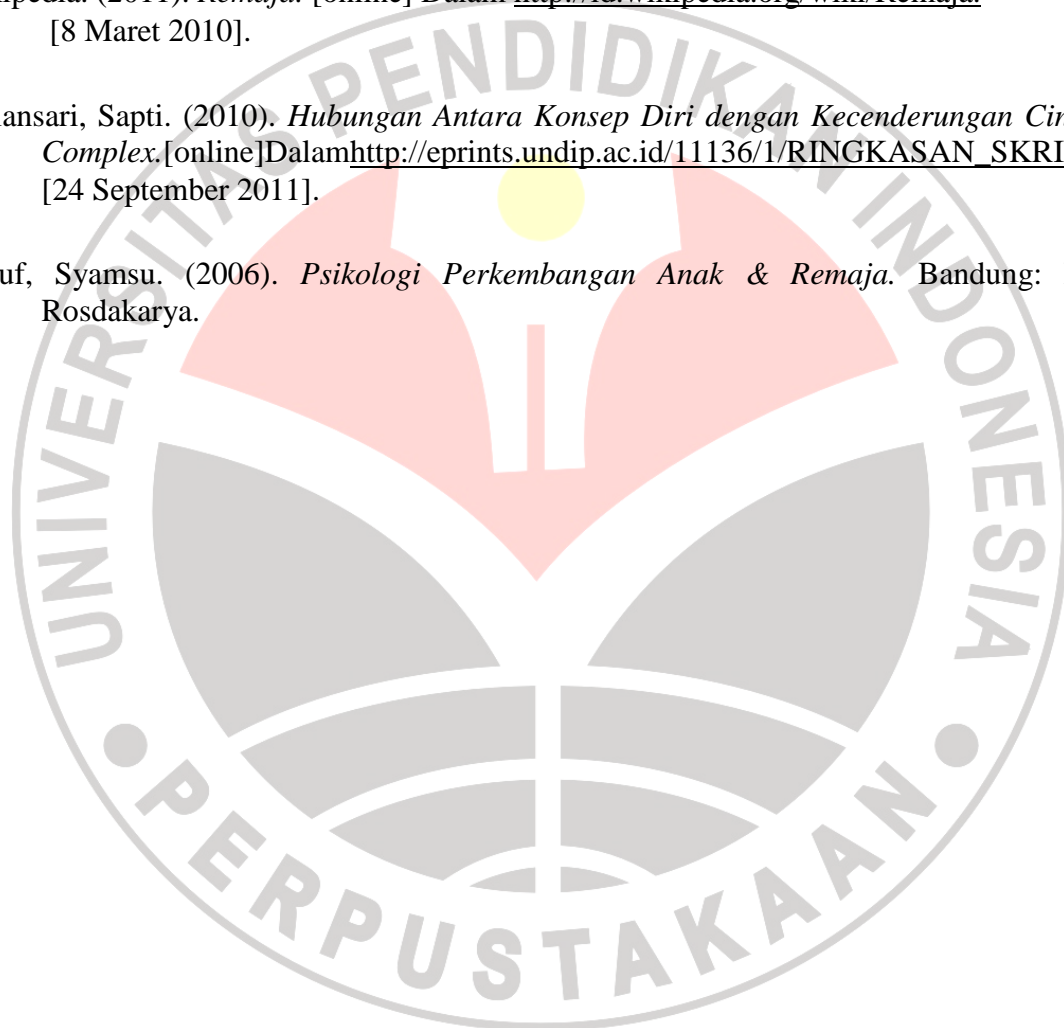 ipedia. (2011). Remaja. [online] Dalam http://id.wikipedia.org/wiki/Remaja.
[8 Maret 2010].
ansari, Sapti. (2010). Hubungan Antara Konsep Diri dengan Kecenderungan Cin
Complex.[online]Dalamhttp://eprints.undip.ac.id/11136/1/RINGKASAN_SKRI
[24 September 2011].
uf, Syamsu. (2006). Psikologi Perkembangan Anak & Remaja. Bandung:
Rosdakarya.
UNIVERSITAS PENDIDIKAN INDONESIA
PERPUSTAKAAN